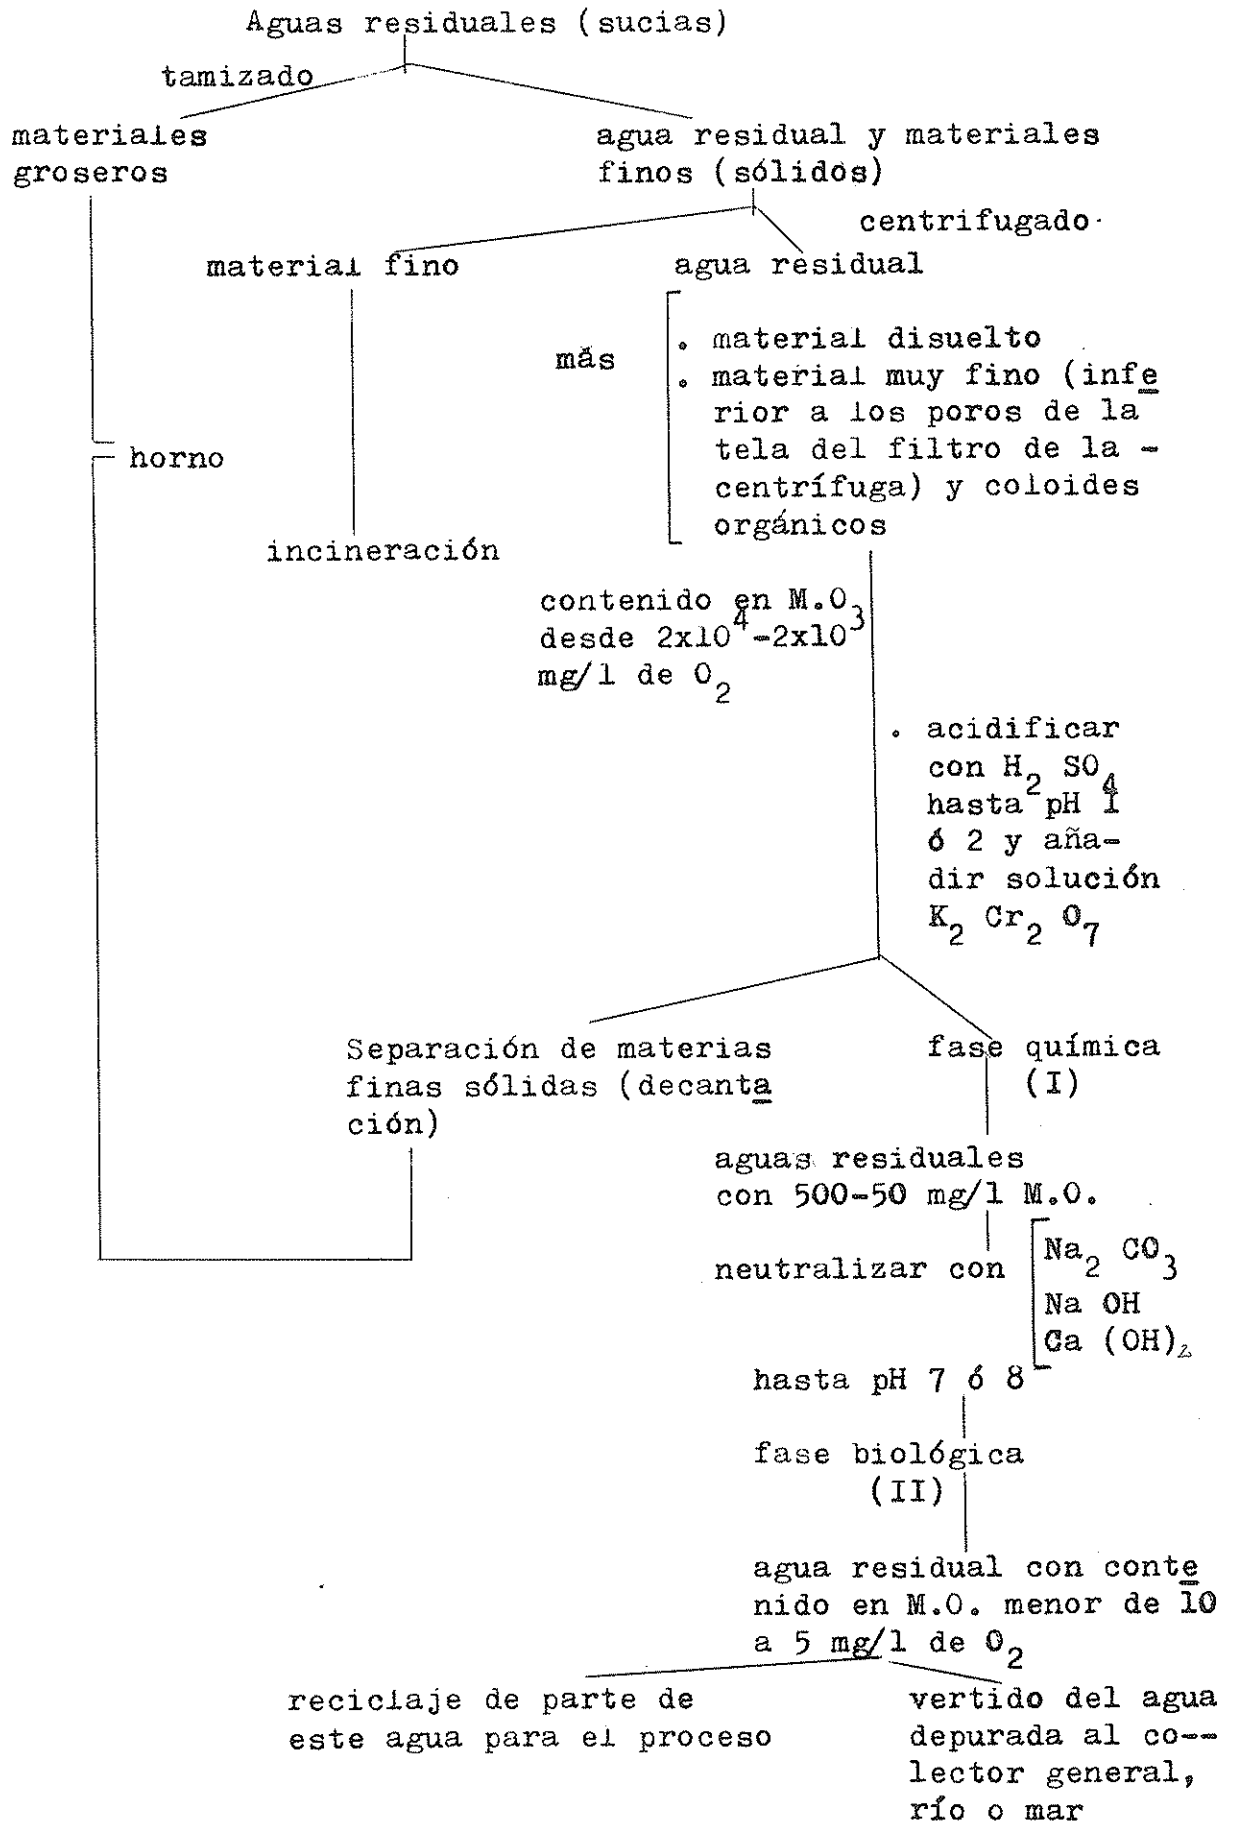 Aguas residuales (sucias)
tamizado
materiales
groseros
agua residual y materiales
finos (sólidos)
centrifugado
material fino
agua residual
más
. material disuelto
. material muy fino (infe
rior a los poros de la
tela del filtro de la -
centrífuga) y coloides
orgánicos
horno
incineración
contenido en M.O.
desde 2x10⁴-2x10³
mg/l de O₂
. acidificar
con H₂ SO₄
hasta pH 1
ó 2 y aña-
dir solución
K₂ Cr₂ O₇
Separación de materias
finas sólidas (decanta
ción)
fase química
(I)
aguas residuales
con 500-50 mg/l M.O.
neutralizar con
Na₂ CO₃
Na OH
Ca (OH)₂
hasta pH 7 ó 8
fase biológica
(II)
agua residual con conte
nido en M.O. menor de 10
a 5 mg/l de O₂
reciclaje de parte de
este agua para el proceso
vertido del agua
depurada al co--
lector general,
río o mar